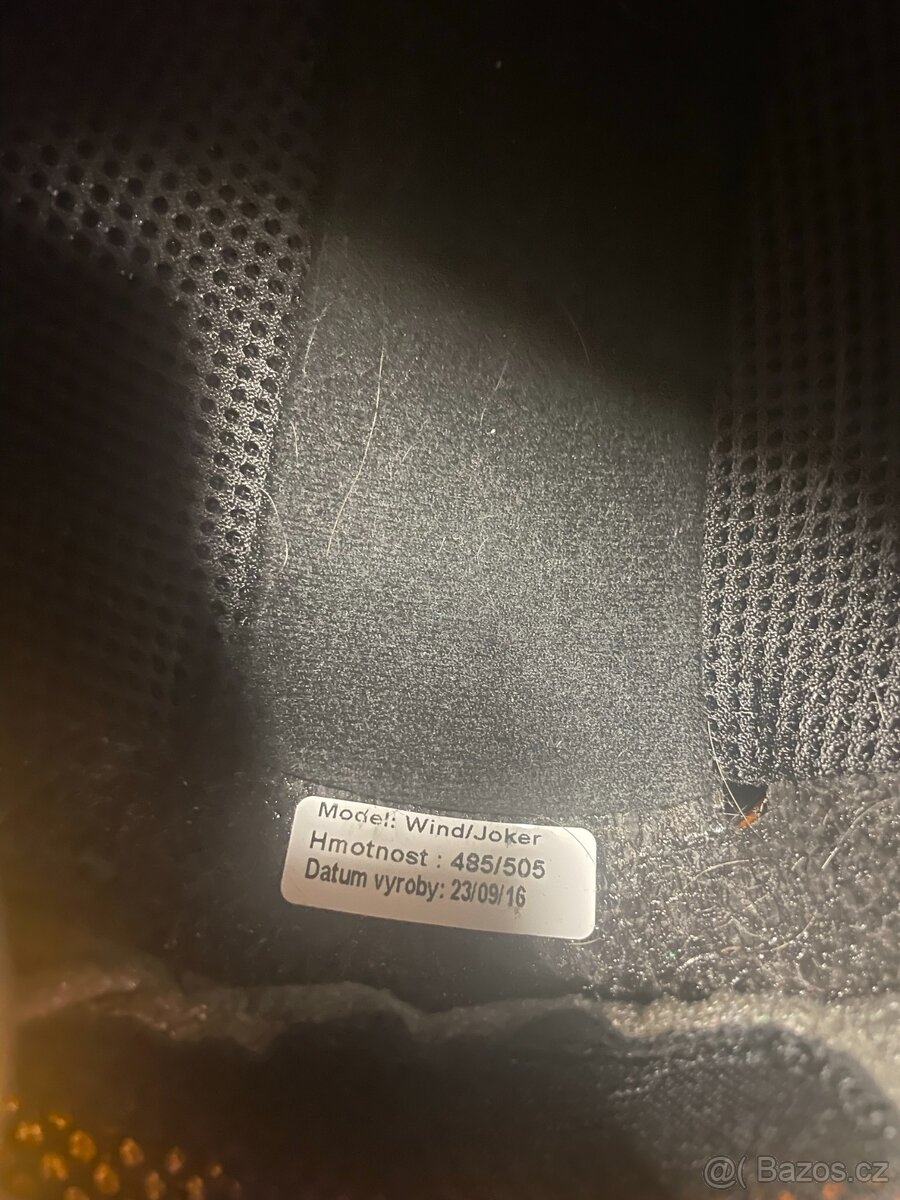 Model: Wind/Joker
Hmotnost : 485/505
Datum vyroby: 23/09/16
@( Bazos.cz